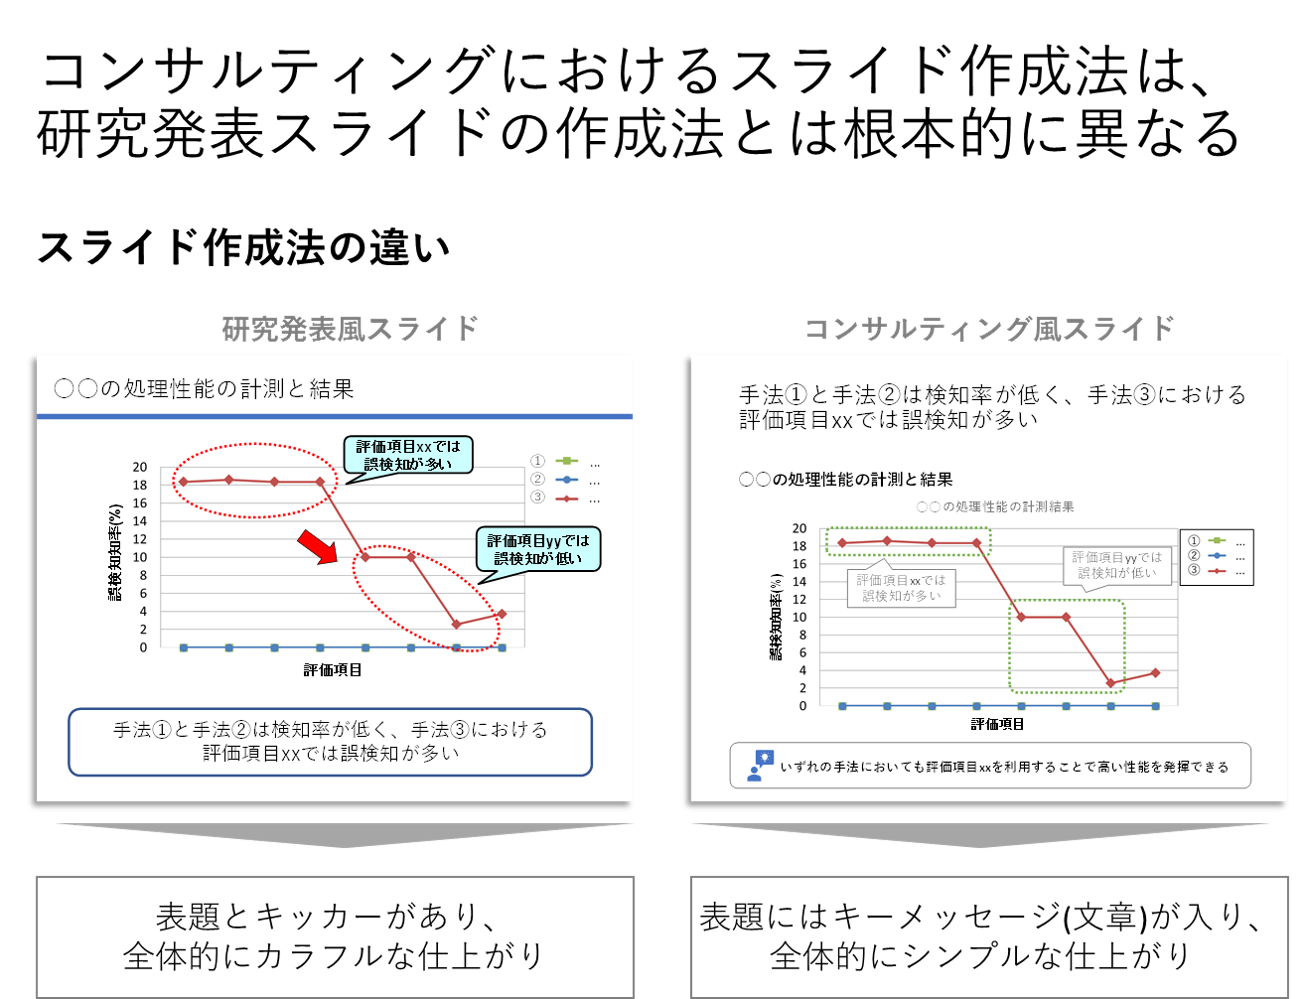 コンサルティングにおけるスライド作成法は、
研究発表スライドの作成法とは根本的に異なる
スライド作成法の違い
研究発表風スライド
〇〇の処理性能の計測と結果
評価項目xxでは
誤検知が多い
① ...
② ...
③ ...
評価項目yyでは
誤検知が低い
誤検知知率(%)
20
18
16
14
12
10
8
6
4
2
0
評価項目
手法①と手法②は検知率が低く、手法③における
評価項目xxでは誤検知が多い
表題とキッカーがあり、
全体的にカラフルな仕上がり
コンサルティング風スライド
手法①と手法②は検知率が低く、手法③における
評価項目xxでは誤検知が多い
〇〇の処理性能の計測と結果
〇〇の処理性能の計測結果
① ...
② ...
③ ...
評価項目yyでは
誤検知が低い
評価項目xxでは
誤検知が多い
誤検知知率(%)
20
18
16
14
12
10
8
6
4
2
0
評価項目
いずれの手法においても評価項目xxを利用することで高い性能を発揮できる
表題にはキーメッセージ(文章)が入り、
全体的にシンプルな仕上がり